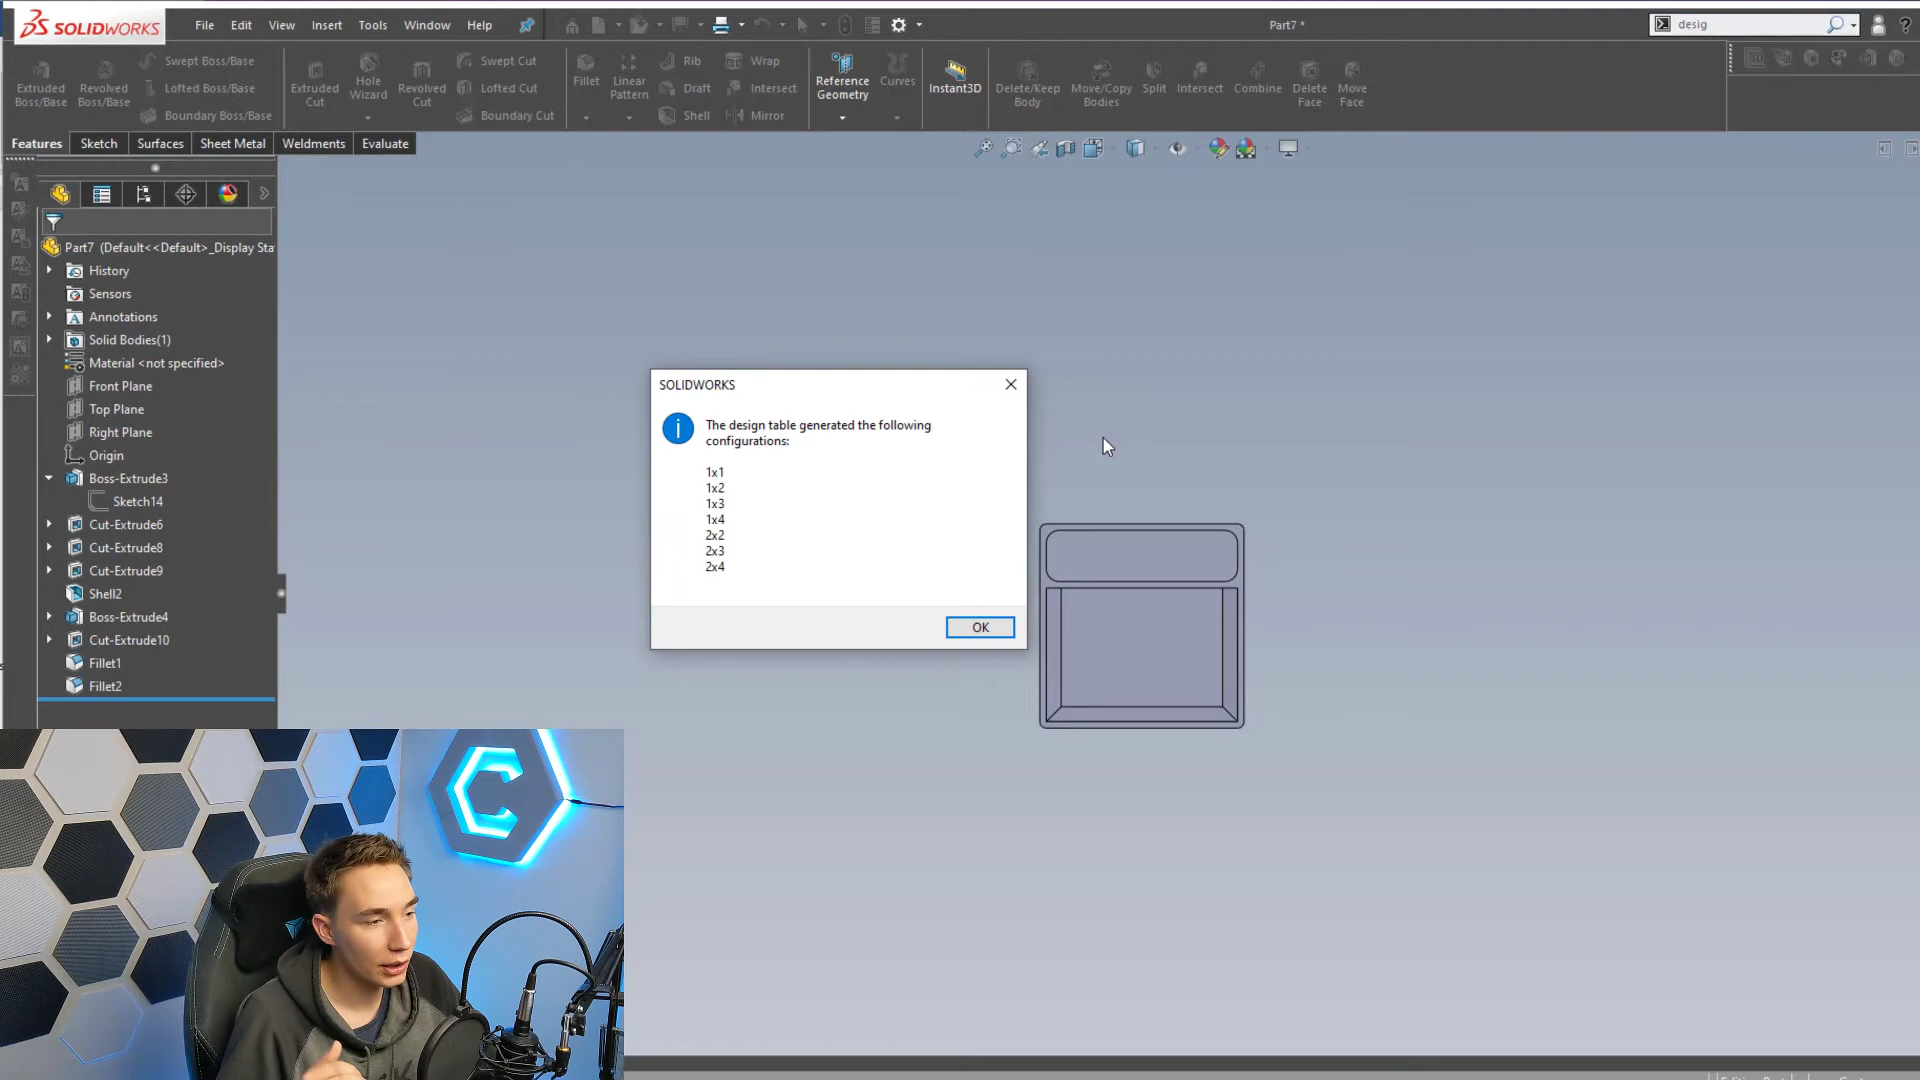 SOLIDWORKS
File Edit View Insert Tools Window Help
Part7 *
desig
Extruded Boss/Base
Revolved Boss/Base
Swept Boss/Base
Lofted Boss/Base
Boundary Boss/Base
Extruded Cut
Hole Wizard
Revolved Cut
Swept Cut
Lofted Cut
Boundary Cut
Fillet
Linear Pattern
Rib
Draft
Shell
Wrap
Intersect
Mirror
Reference Geometry
Curves
Instant3D
Delete/Keep Body
Move/Copy Bodies
Split
Intersect
Combine
Delete Face
Move Face
Features Sketch Surfaces Sheet Metal Weldments Evaluate
Part7 (Default<<Default>_Display Sta
History
Sensors
Annotations
Solid Bodies(1)
Material <not specified>
Front Plane
Top Plane
Right Plane
Origin
Boss-Extrude3
Sketch14
Cut-Extrude6
Cut-Extrude8
Cut-Extrude9
Shell2
Boss-Extrude4
Cut-Extrude10
Fillet1
Fillet2
SOLIDWORKS
The design table generated the following
configurations:
1x1
1x2
1x3
1x4
2x2
2x3
2x4
OK